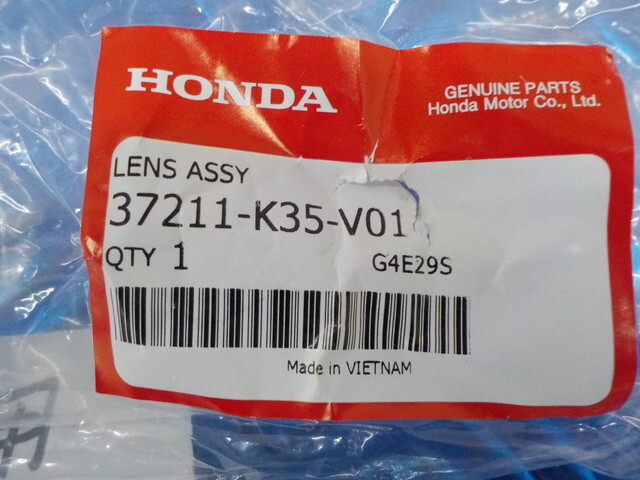 HONDA
GENUINE PARTS
Honda Motor Co., Ltd.
LENS ASSY
37211-K35-V01
QTY 1 G4E29S
Made in VIETNAM